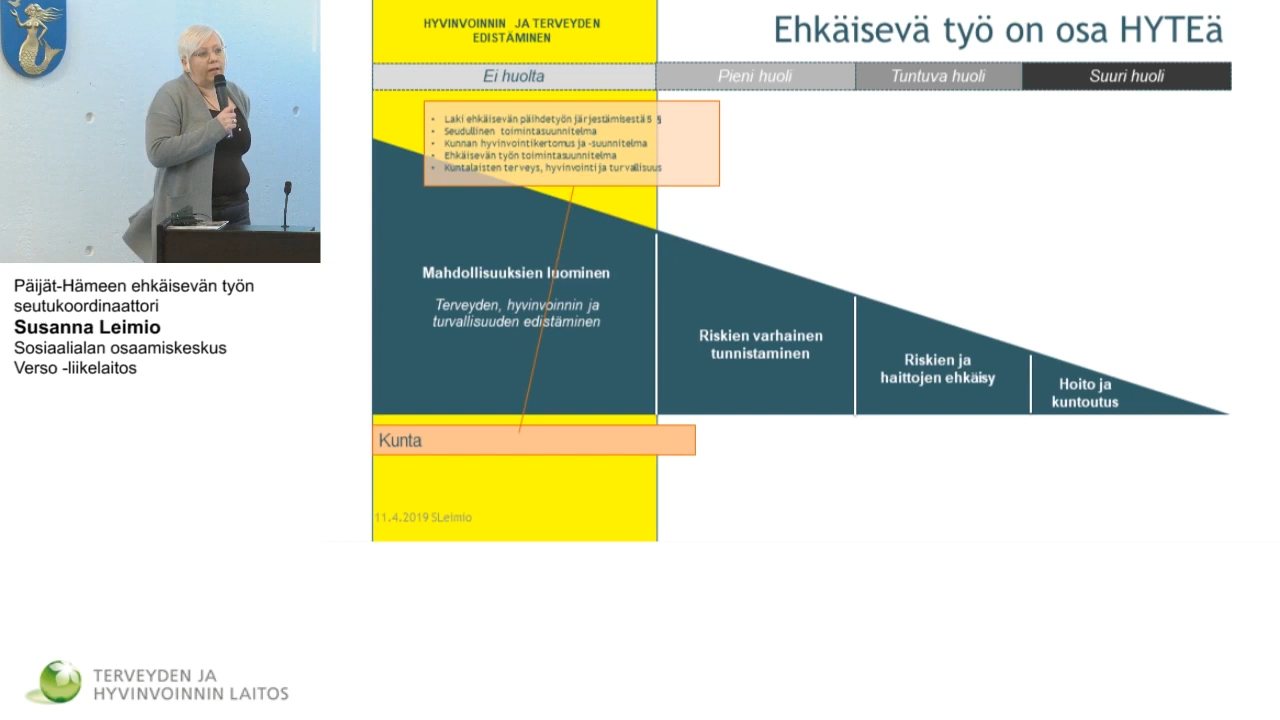 HYVINVOINNIN JA TERVEYDEN
EDISTÄMINEN
Ehkäisevä työ on osa HYTEä
Ei huolta
Pieni huoli
Tuntuva huoli
Suuri huoli
• Laki ehkäisevän päihdetyön järjestämisestä 5 §
• Seudullinen toimintasuunnitelma
• Kunnan hyvinvointikertomus ja -suunnitelma
• Ehkäisevän työn toimintasuunnitelma
• Kuntalaisten terveys, hyvinvointi ja turvallisuus
Mahdollisuuksien luominen
Terveyden, hyvinvoinnin ja
turvallisuuden edistäminen
Riskien varhainen
tunnistaminen
Riskien ja
haittojen ehkäisy
Hoito ja
kuntoutus
Kunta
11.4.2019 SLeimio
Päijät-Hämeen ehkäisevän työn
seutukoordinaattori
Susanna Leimio
Sosiaalialan osaamiskeskus
Verso -liikelaitos
TERVEYDEN JA
HYVINVOINNIN LAITOS